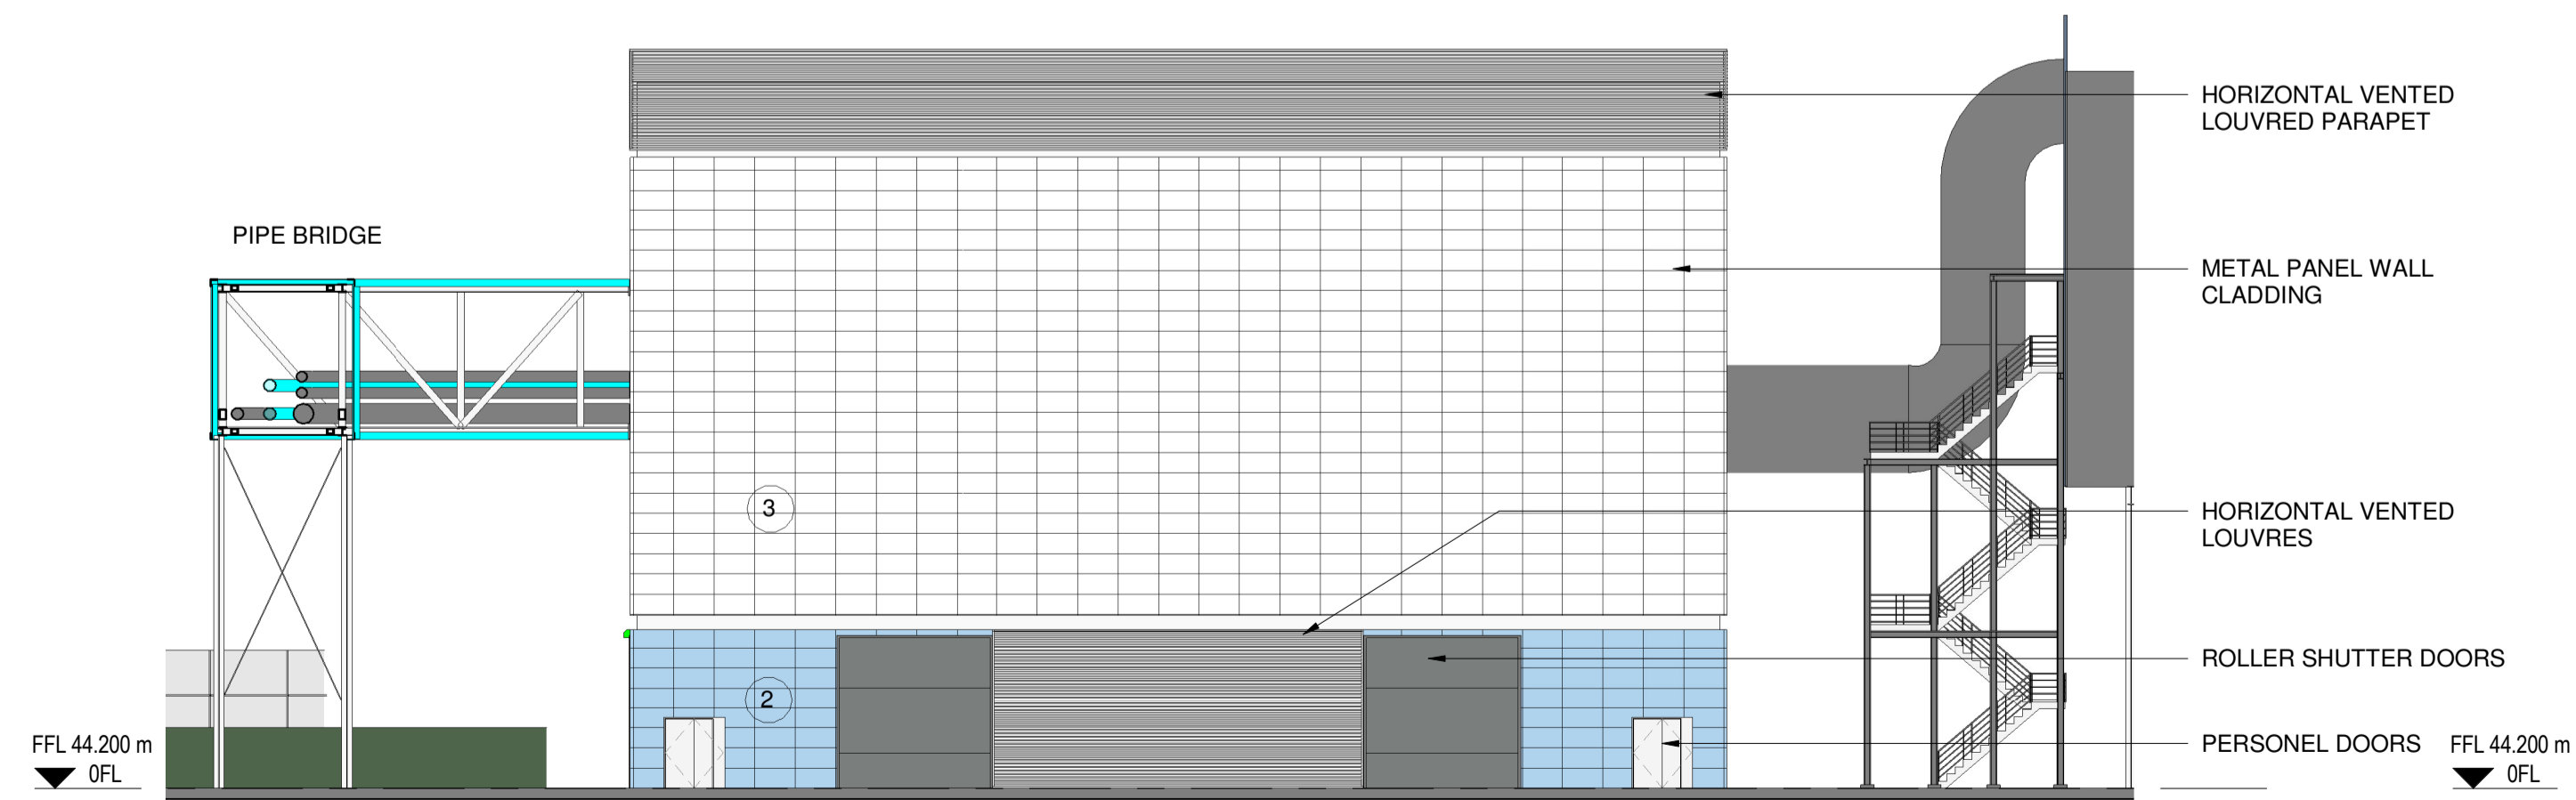 HORIZONTAL VENTED
LOUVRED PARAPET
PIPE BRIDGE
METAL PANEL WALL
CLADDING
3
HORIZONTAL VENTED
LOUVRES
ROLLER SHUTTER DOORS
2
FFL 44.200 m
0FL
PERSONEL DOORS
FFL 44.200 m
0FL